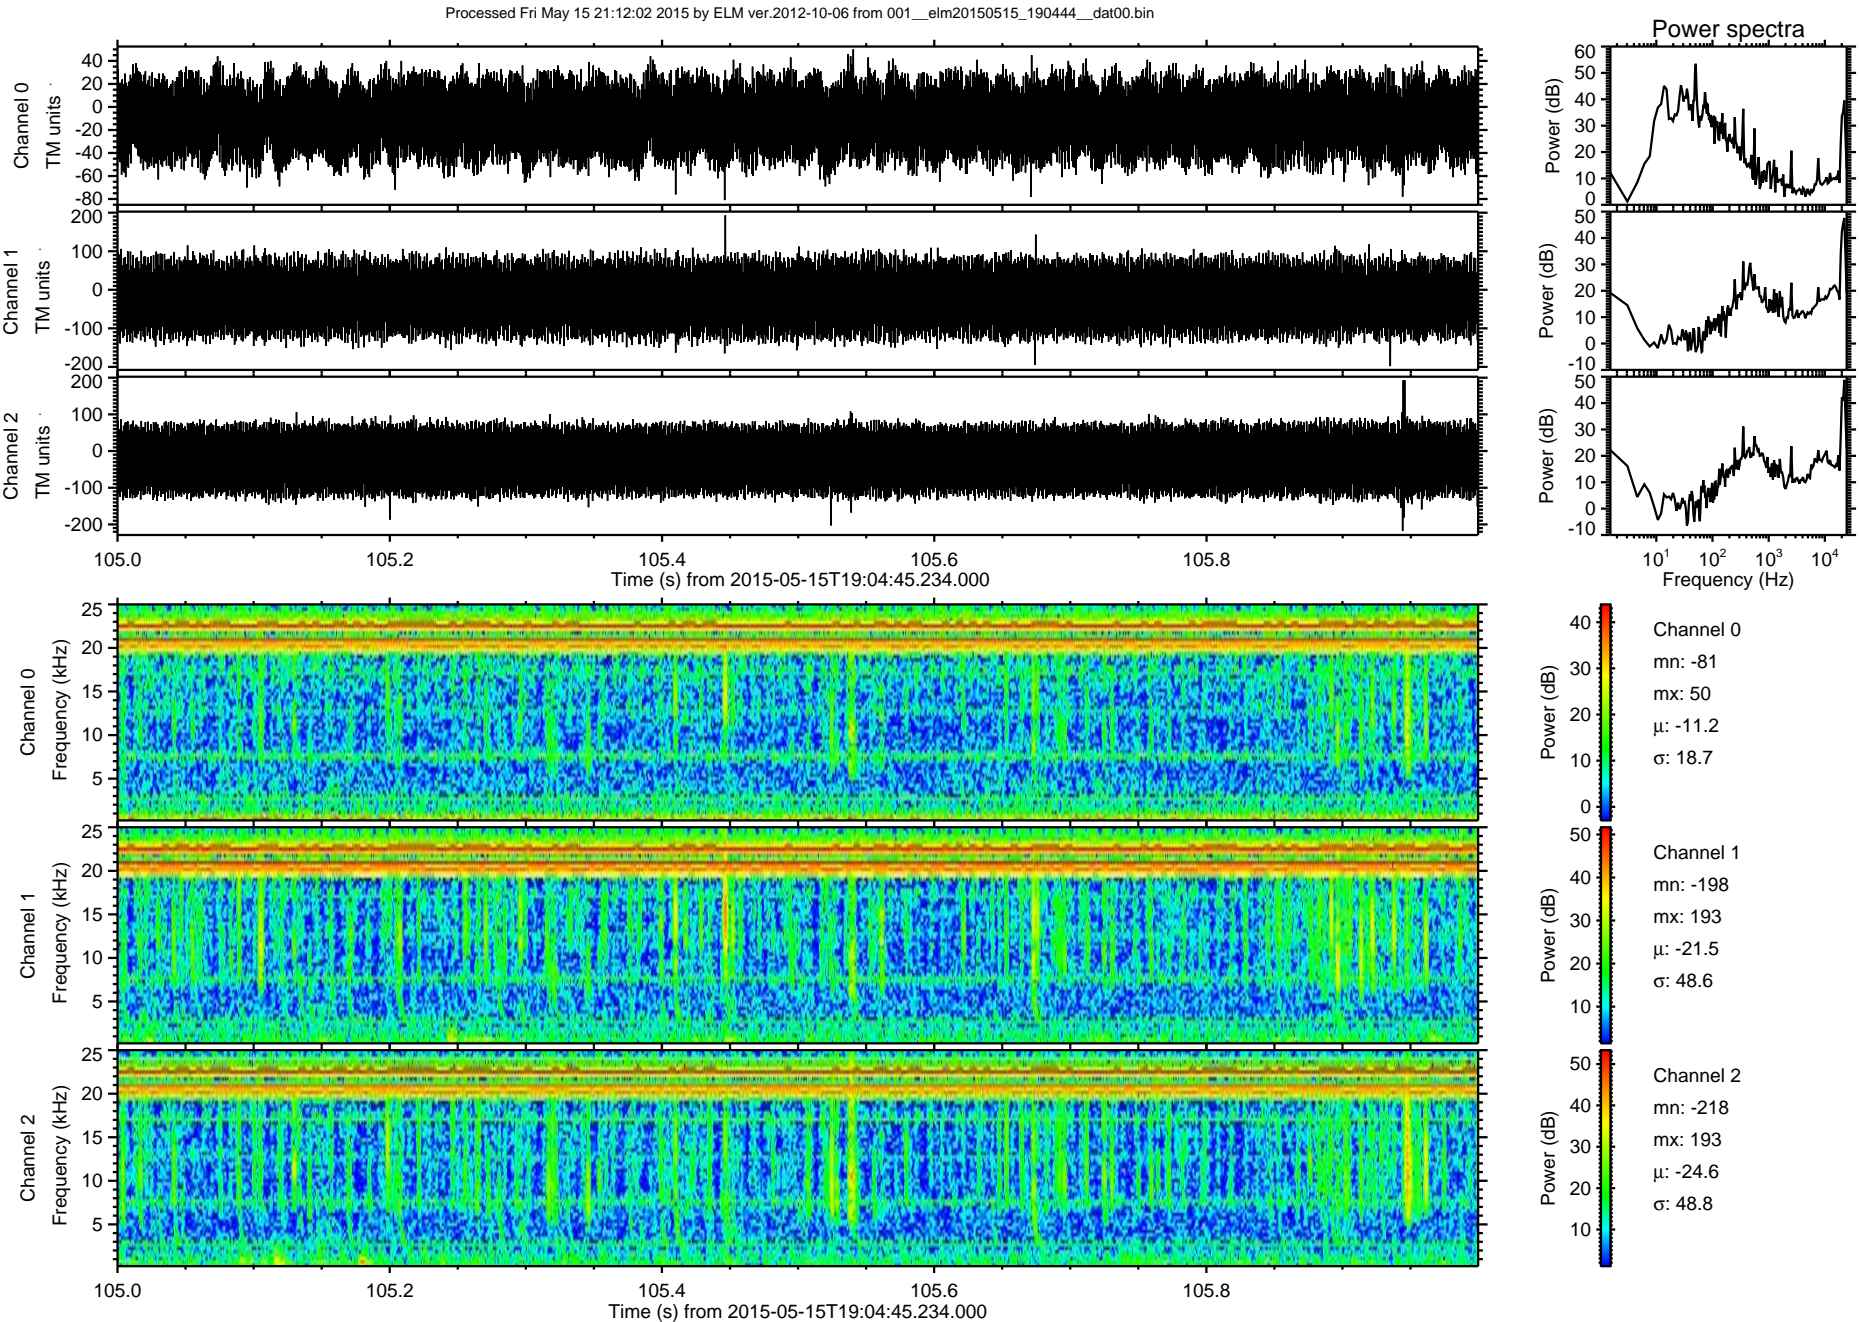 Processed Fri May 15 21:12:02 2015 by ELM ver.2012-10-06 from 001__elm20150515_190444__dat00.bin
Power spectra
Channel 0
TM units
40
20
0
-20
-40
-60
-80
Power (dB)
60
50
40
30
20
10
0
Channel 1
TM units
200
100
0
-100
-200
Power (dB)
50
40
30
20
10
0
-10
Channel 2
TM units
200
100
0
-100
-200
Power (dB)
50
40
30
20
10
0
-10
105.0 105.2 105.4 105.6 105.8
Time (s) from 2015-05-15T19:04:45.234.000
10^1 10^2 10^3 10^4
Frequency (Hz)
Channel 0
Frequency (kHz)
25
20
15
10
5
Power (dB)
40
30
20
10
0
Channel 0
mn: -81
mx: 50
μ: -11.2
σ: 18.7
Channel 1
Frequency (kHz)
25
20
15
10
5
Power (dB)
50
40
30
20
10
Channel 1
mn: -198
mx: 193
μ: -21.5
σ: 48.6
Channel 2
Frequency (kHz)
25
20
15
10
5
Power (dB)
50
40
30
20
10
Channel 2
mn: -218
mx: 193
μ: -24.6
σ: 48.8
105.0 105.2 105.4 105.6 105.8
Time (s) from 2015-05-15T19:04:45.234.000